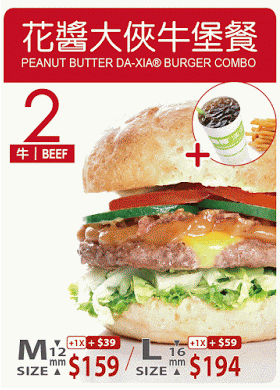 花醬大俠牛堡餐
PEANUT BUTTER DA-XIA® BURGER COMBO
2
牛 | BEEF
+
M 12 mm +1X + $39
SIZE $159 /
L 16 mm +1X + $59
SIZE $194